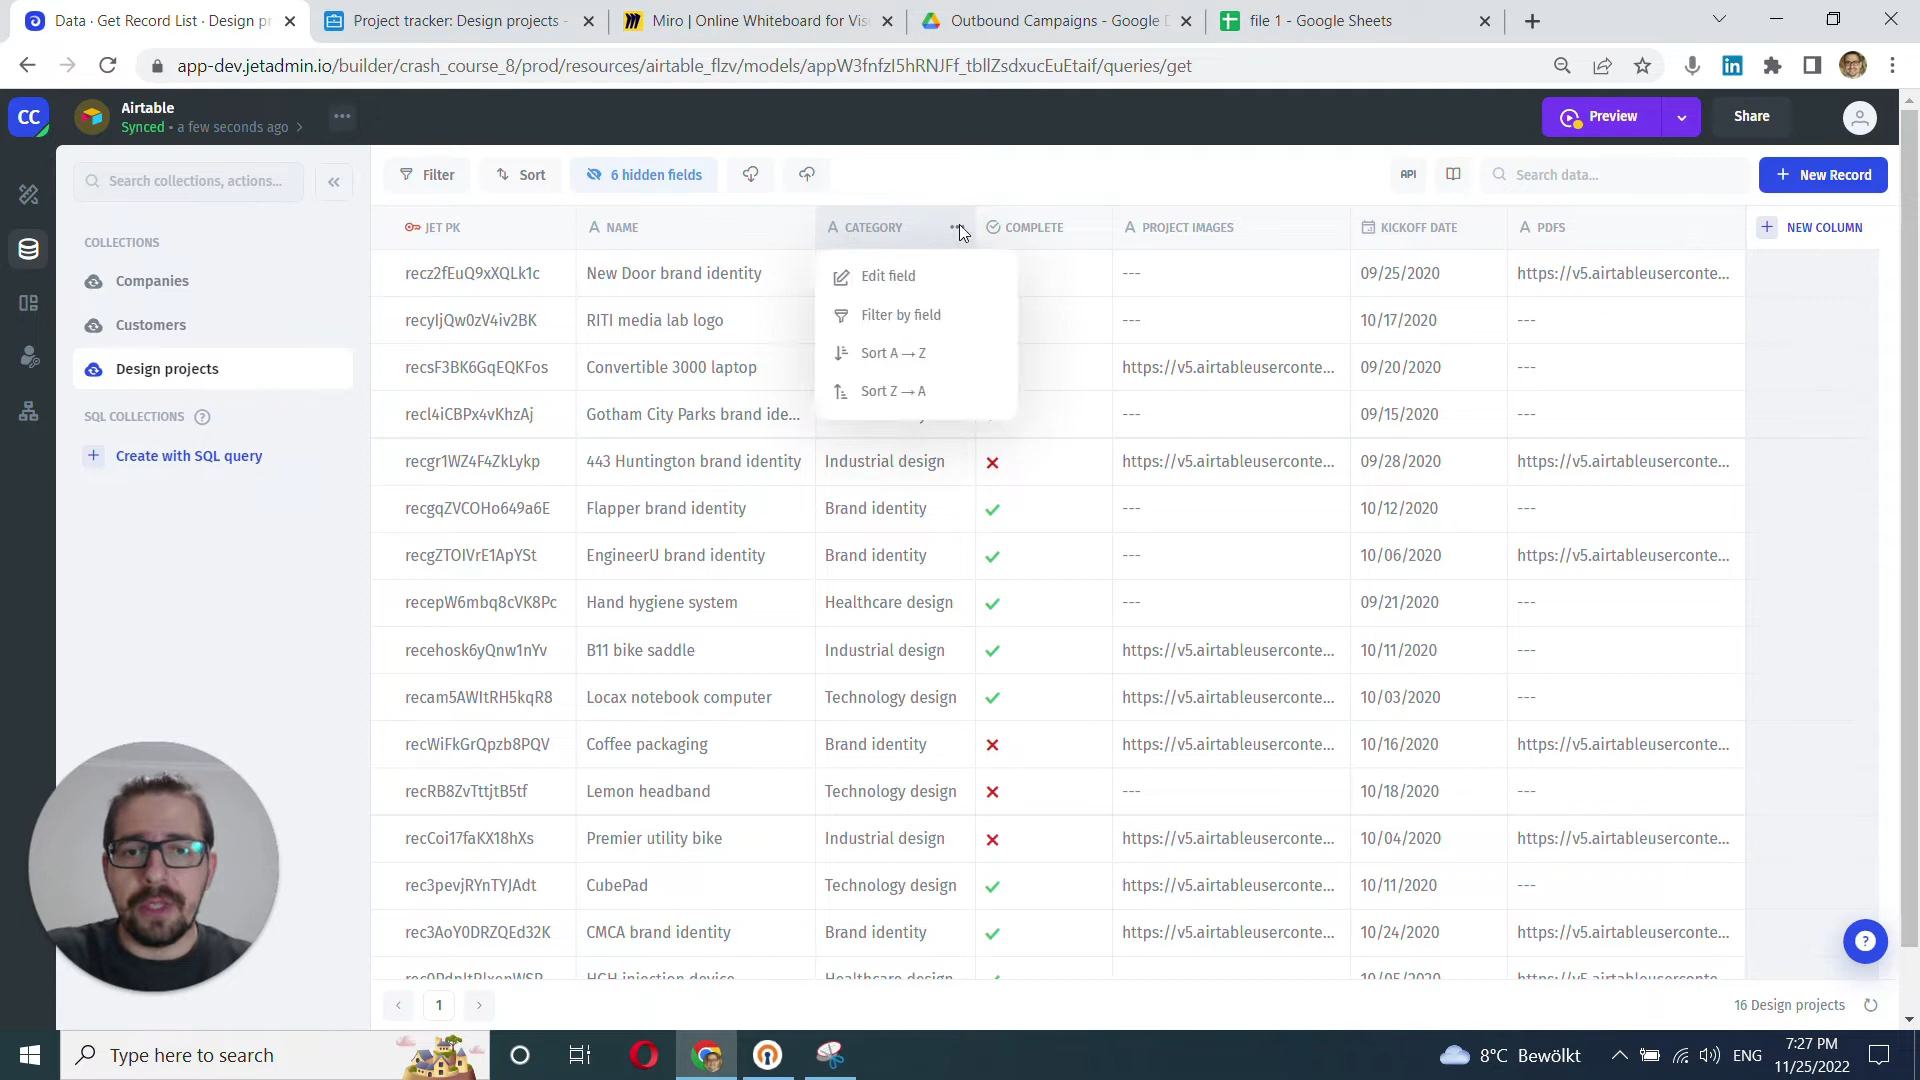 Data - Get Record List · Design pr
Project tracker: Design projects -
Miro | Online Whiteboard for Vis
Outbound Campaigns - Google D
file 1 - Google Sheets
app-dev.jetadmin.io/builder/crash_course_8/prod/resources/airtable_flzv/models/appW3fnfzI5hRNJFf_tbllZsdxucEuEtaif/queries/get
CC
Airtable
Synced • a few seconds ago >
Preview
Share
Search collections, actions...
Filter
Sort
6 hidden fields
API
Search data...
New Record
COLLECTIONS
Companies
Customers
Design projects
SQL COLLECTIONS ?
Create with SQL query
JET PK
A NAME
A CATEGORY
COMPLETE
A PROJECT IMAGES
KICKOFF DATE
A PDFS
NEW COLUMN
Edit field
Filter by field
Sort A → Z
Sort Z → A
recz2fEuQ9xXQLk1c New Door brand identity --- 09/25/2020 https://v5.airtableuserconte...
recyIjQw0zV4iv2BK RITI media lab logo --- 10/17/2020 ---
recsF3BK6GqEQKFos Convertible 3000 laptop https://v5.airtableuserconte... 09/20/2020 ---
recl4iCBPx4vKhzAj Gotham City Parks brand ide... --- 09/15/2020 ---
recgr1WZ4F4ZkLykp 443 Huntington brand identity Industrial design https://v5.airtableuserconte... 09/28/2020 https://v5.airtableuserconte...
recgqZVCOHo649a6E Flapper brand identity Brand identity --- 10/12/2020 ---
recgZTOIVrE1ApYSt EngineerU brand identity Brand identity --- 10/06/2020 https://v5.airtableuserconte...
recepW6mbq8cVK8Pc Hand hygiene system Healthcare design --- 09/21/2020 ---
recehosk6yQnw1nYv B11 bike saddle Industrial design https://v5.airtableuserconte... 10/11/2020 ---
recam5AWItRH5kqR8 Locax notebook computer Technology design https://v5.airtableuserconte... 10/03/2020 ---
recWiFkGrQpzb8PQV Coffee packaging Brand identity https://v5.airtableuserconte... 10/16/2020 https://v5.airtableuserconte...
recRB8ZvTttjtB5tf Lemon headband Technology design --- 10/18/2020 ---
recCoi17faKX18hXs Premier utility bike Industrial design https://v5.airtableuserconte... 10/04/2020 https://v5.airtableuserconte...
rec3pevjRYnTYJAdt CubePad Technology design https://v5.airtableuserconte... 10/11/2020 ---
rec3AoY0DRZQEd32K CMCA brand identity Brand identity https://v5.airtableuserconte... 10/24/2020 https://v5.airtableuserconte...
HGH injection device Healthcare design 10/05/2020 https://v5.airtableuserconte...
< 1 >
16 Design projects
?
Type here to search
8°C Bewölkt
ENG
7:27 PM
11/25/2022